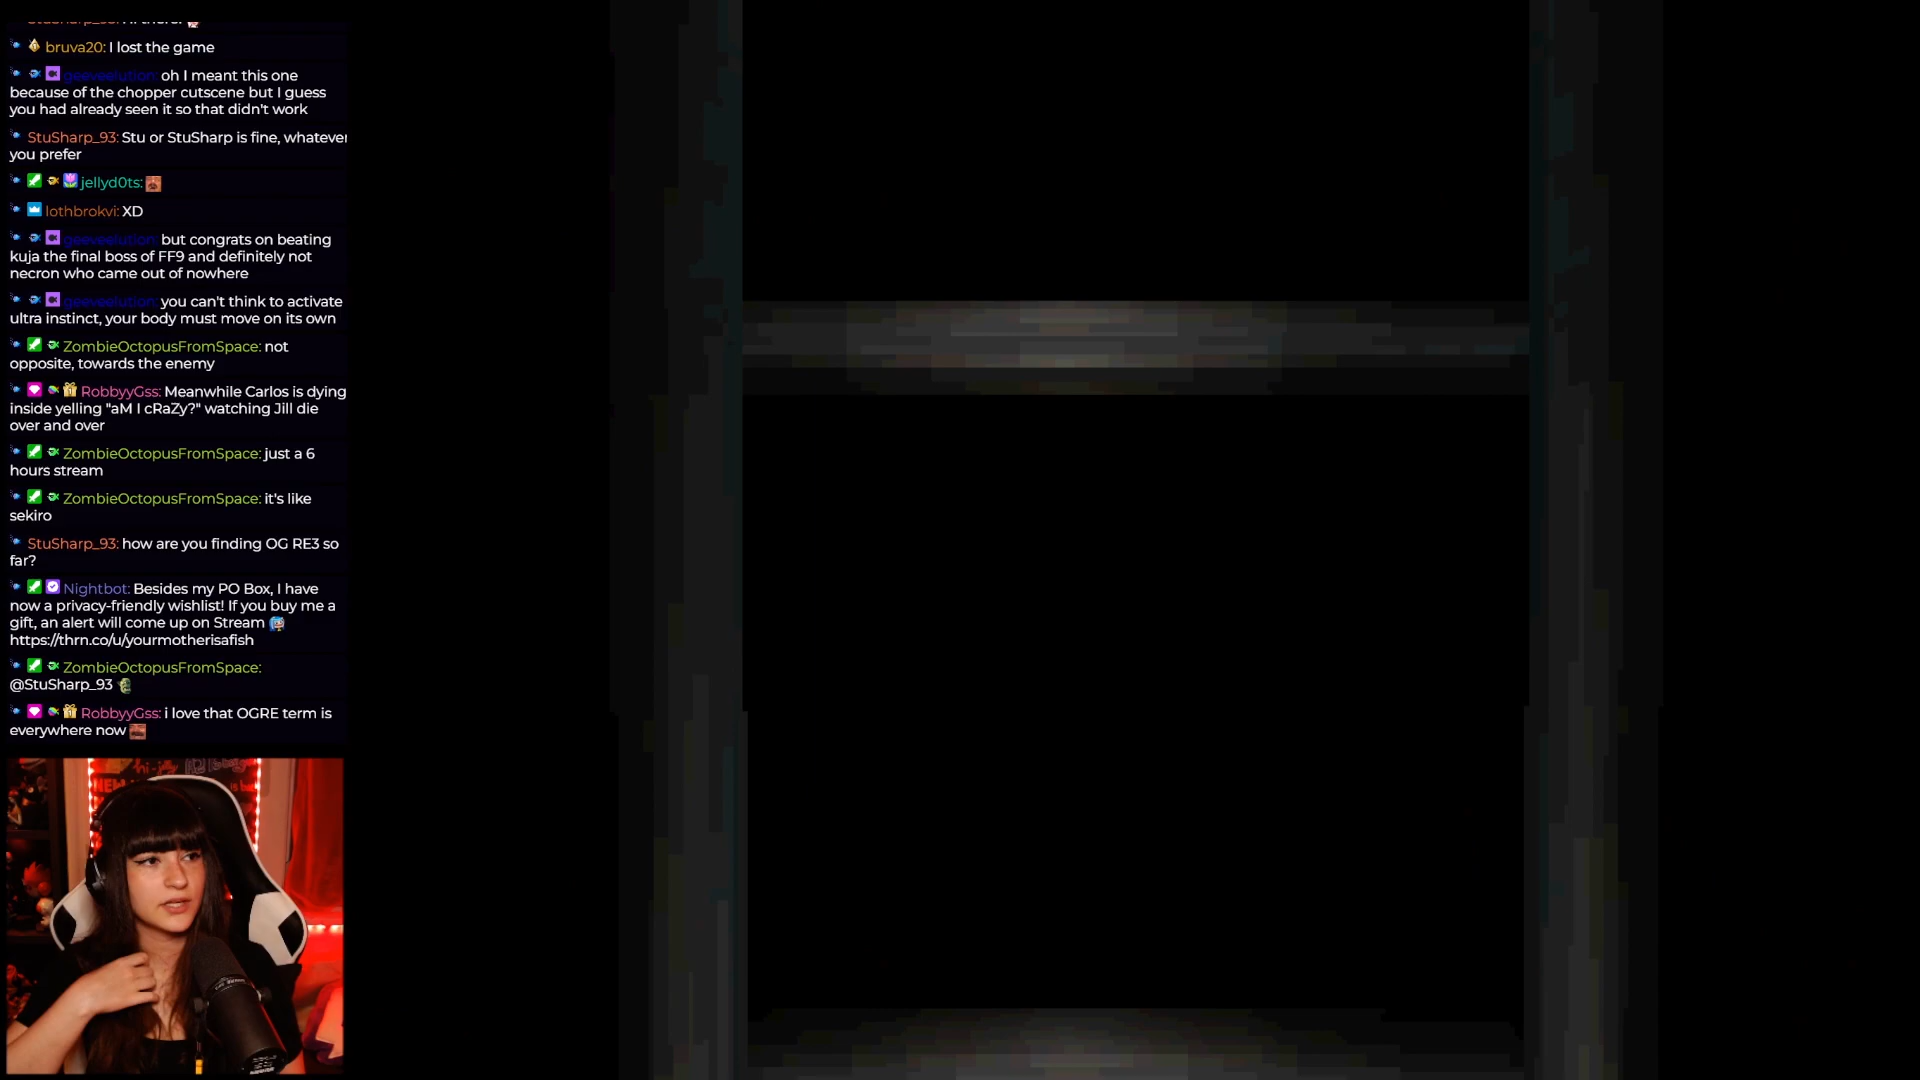 bruva20: I lost the game
geeveelution: oh I meant this one
because of the chopper cutscene but I guess
you had already seen it so that didn't work
StuSharp_93: Stu or StuSharp is fine, whatever
you prefer
jellyd0ts:
lothbrokvi: XD
geeveelution: but congrats on beating
kuja the final boss of FF9 and definitely not
necron who came out of nowhere
geeveelution: you can't think to activate
ultra instinct, your body must move on its own
ZombieOctopusFromSpace: not
opposite, towards the enemy
RobbyyGss: Meanwhile Carlos is dying
inside yelling "aM I cRaZy?" watching Jill die
over and over
ZombieOctopusFromSpace: just a 6
hours stream
ZombieOctopusFromSpace: it's like
sekiro
StuSharp_93: how are you finding OG RE3 so
far?
Nightbot: Besides my PO Box, I have
now a privacy-friendly wishlist! If you buy me a
gift, an alert will come up on Stream
https://thrn.co/u/yourmotherisafish
ZombieOctopusFromSpace:
@StuSharp_93
RobbyyGss: i love that OGRE term is
everywhere now